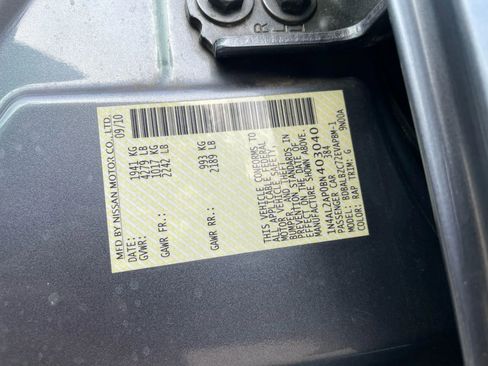 MFD BY NISSAN MOTOR CO., LTD.
DATE: 09/10
GVWR: 1941 KG
4279 LB
GAWR FR.: 1017 KG
2242 LB
GAWR RR.: 993 KG
2189 LB
THIS VEHICLE CONFORMS TO
ALL APPLICABLE FEDERAL
MOTOR VEHICLE SAFETY,
BUMPER, AND THEFT
PREVENTION STANDARDS IN
EFFECT ON THE DATE OF
MANUFACTURE SHOWN ABOVE.
1N4AL2AP0BN403040
PASSENGER CAR 384
9N00A
COLOR: RAP TRIM: G